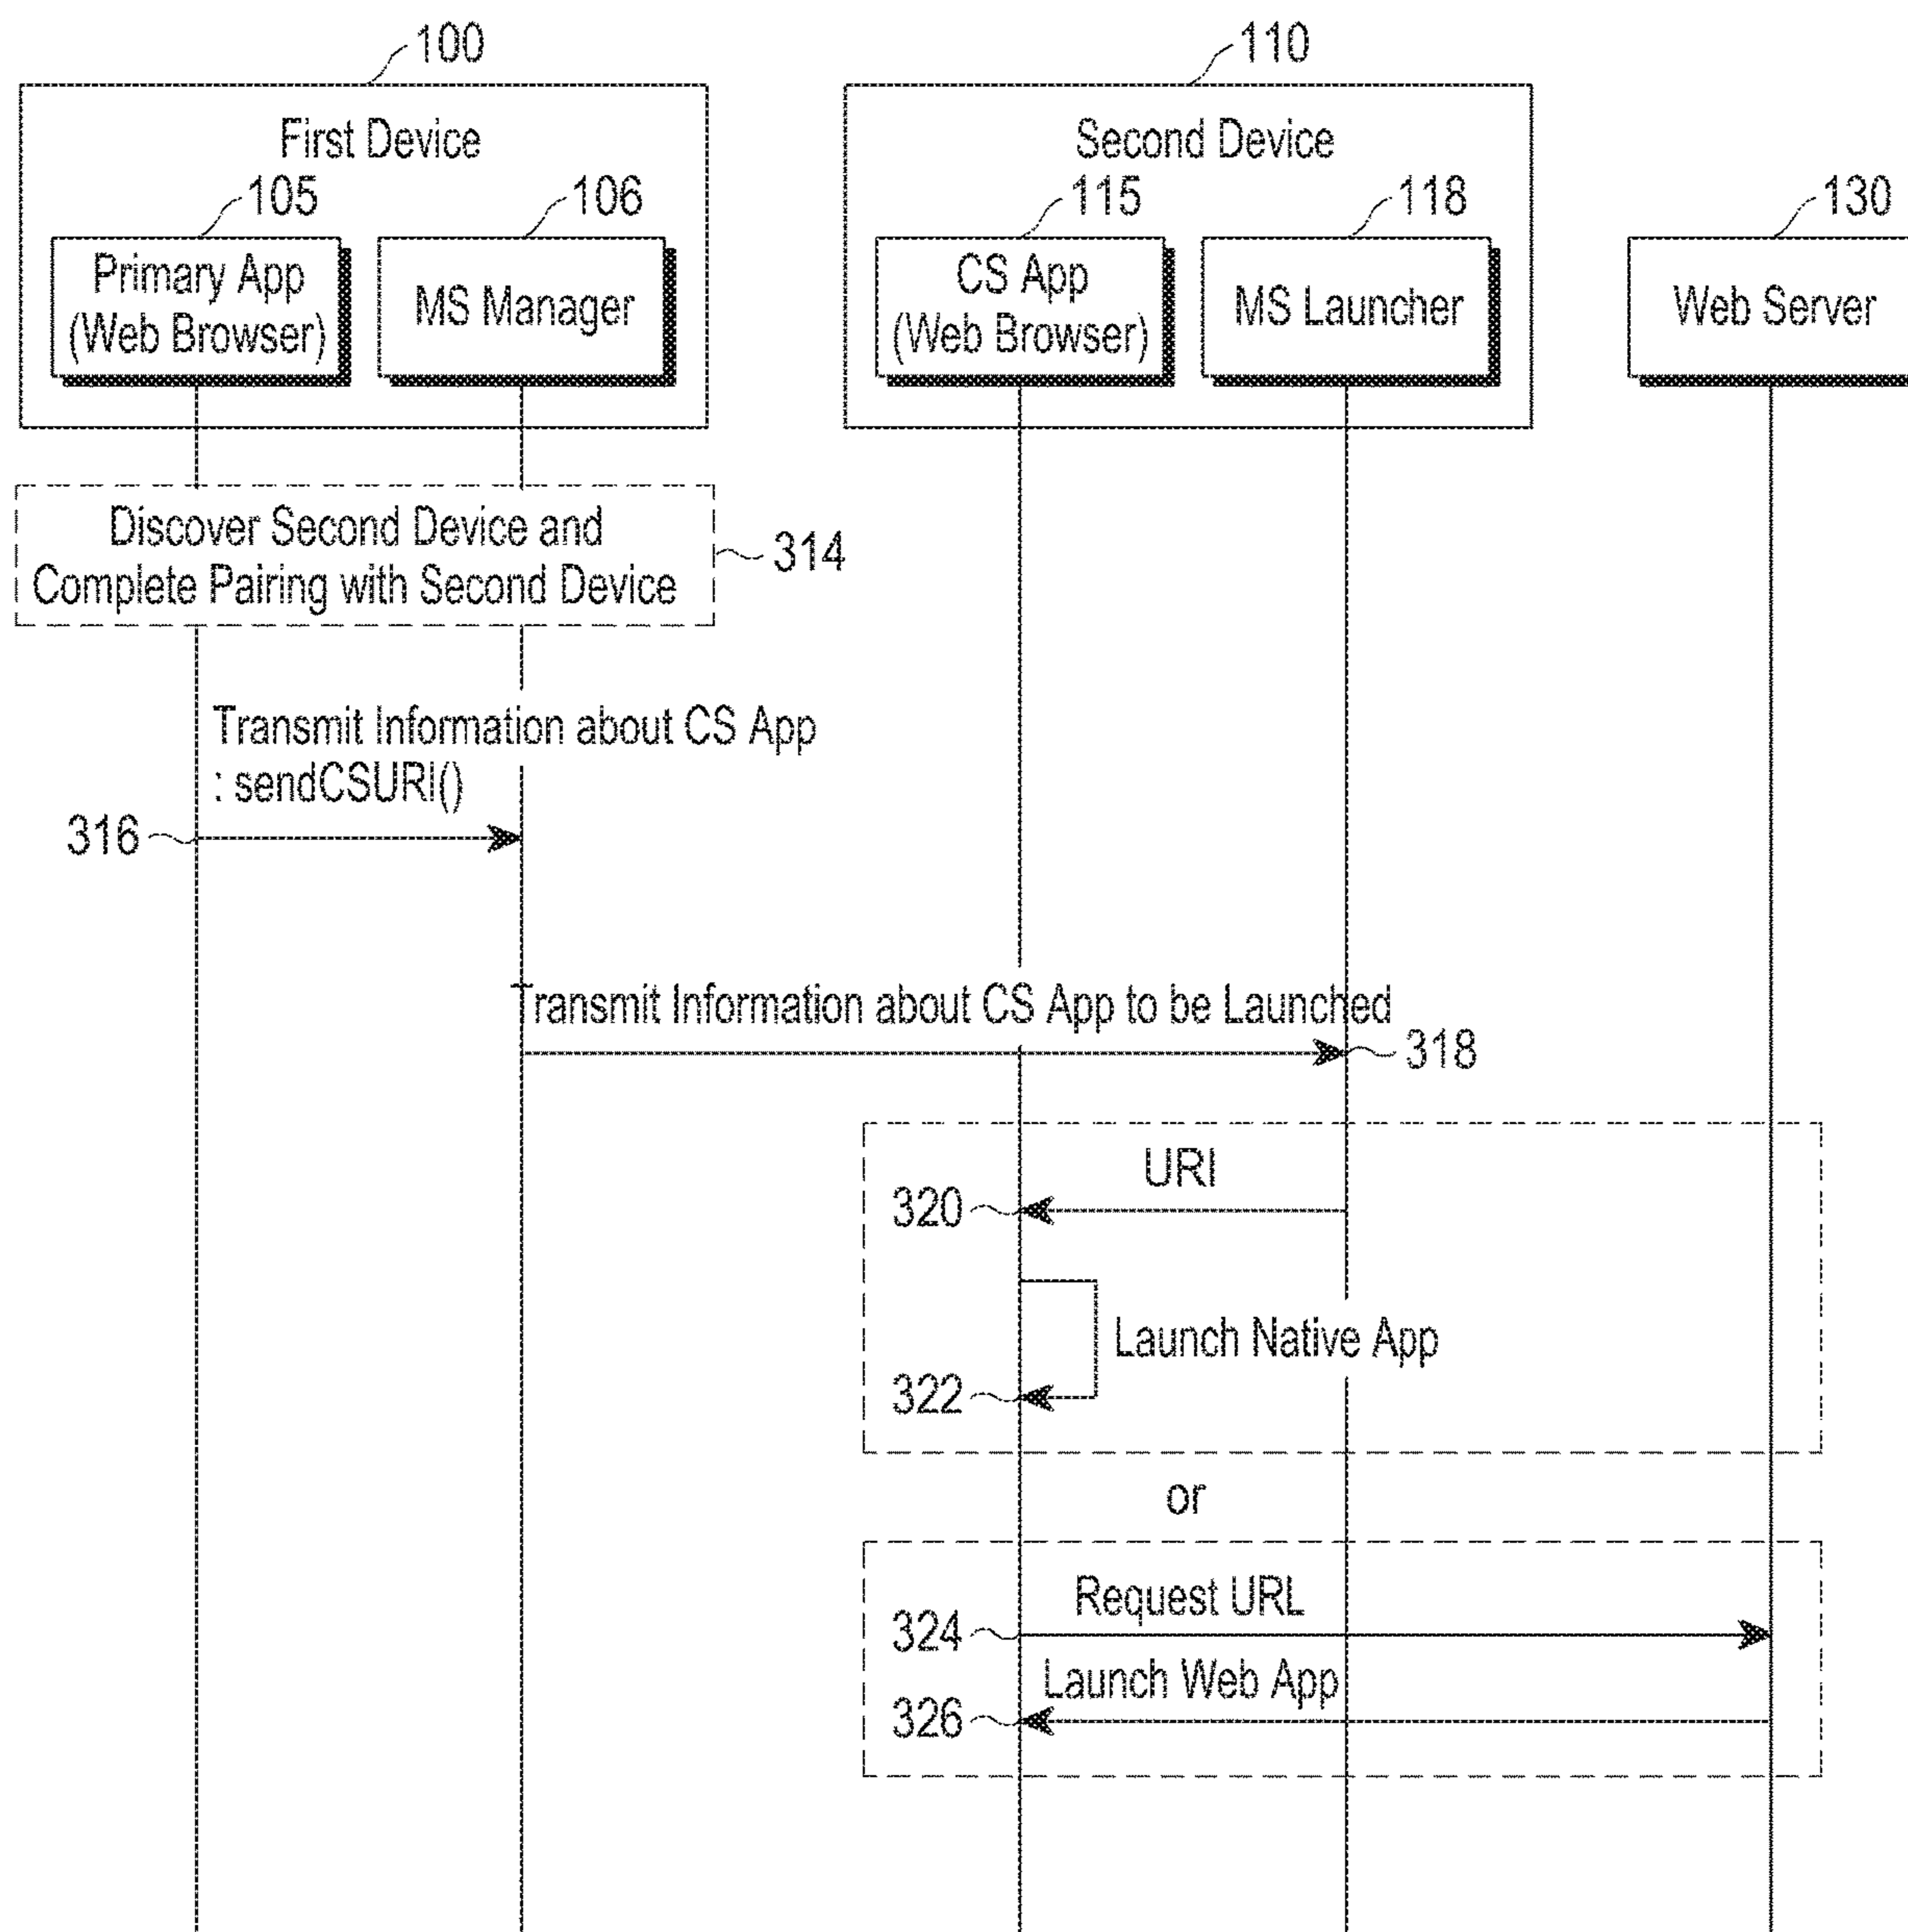 100
110
First Device
Second Device
105
106
115
118
130
Primary App
(Web Browser)
MS Manager
CS App
(Web Browser)
MS Launcher
Web Server
Discover Second Device and
Complete Pairing with Second Device
314
Transmit Information about CS App
: sendCSURI()
316
Transmit Information about CS App to be Launched
318
URI
320
Launch Native App
322
or
Request URL
324
Launch Web App
326